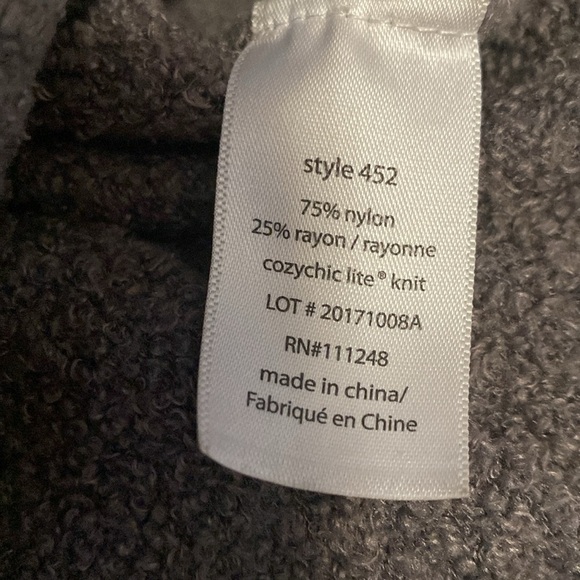 style 452
75% nylon
25% rayon / rayonne
cozychic lite® knit
LOT # 20171008A
RN#111248
made in china/
Fabriqué en Chine